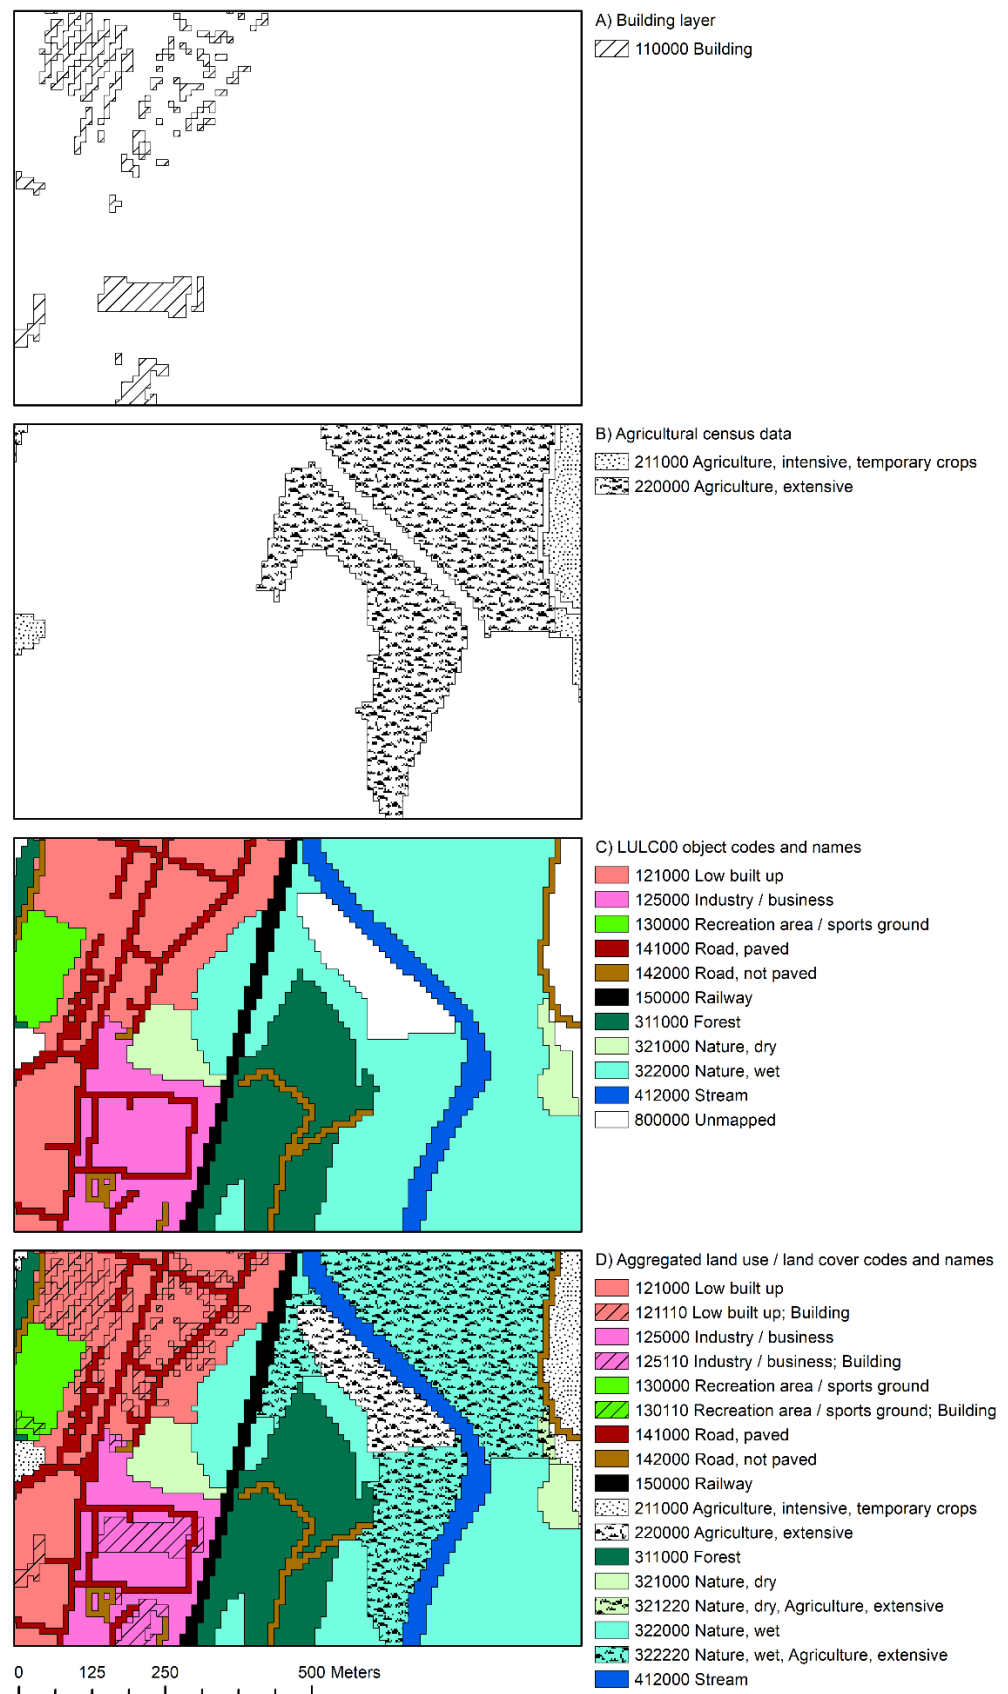 A) Building layer
110000 Building
B) Agricultural census data
211000 Agriculture, intensive, temporary crops
220000 Agriculture, extensive
C) LULC00 object codes and names
121000 Low built up
125000 Industry / business
130000 Recreation area / sports ground
141000 Road, paved
142000 Road, not paved
150000 Railway
311000 Forest
321000 Nature, dry
322000 Nature, wet
412000 Stream
800000 Unmapped
D) Aggregated land use / land cover codes and names
121000 Low built up
121110 Low built up; Building
125000 Industry / business
125110 Industry / business; Building
130000 Recreation area / sports ground
130110 Recreation area / sports ground; Building
141000 Road, paved
142000 Road, not paved
150000 Railway
211000 Agriculture, intensive, temporary crops
220000 Agriculture, extensive
311000 Forest
321000 Nature, dry
321220 Nature, dry, Agriculture, extensive
322000 Nature, wet
322220 Nature, wet, Agriculture, extensive
412000 Stream
0 125 250 500 Meters